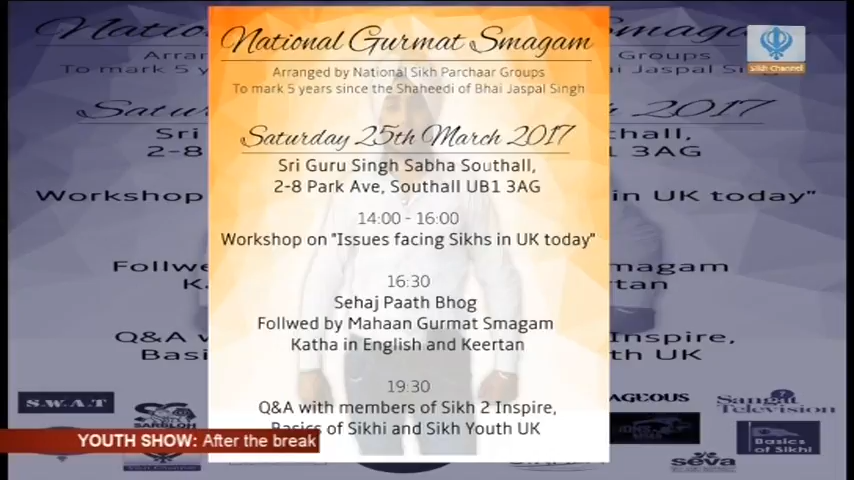 National Gurmat Smagam
Arranged by National Sikh Parchaar Groups
To mark 5 years since the Shaheedi of Bhai Jaspal Singh
Saturday 25th March 2017
Sri Guru Singh Sabha Southall,
2-8 Park Ave, Southall UB1 3AG
14:00 - 16:00
Workshop on "Issues facing Sikhs in UK today"
16:30
Sehaj Paath Bhog
Follwed by Mahaan Gurmat Smagam
Katha in English and Keertan
19:30
Q&A with members of Sikh 2 Inspire,
Basics of Sikhi and Sikh Youth UK
Sikh Channel
YOUTH SHOW: After the break
S.W.A.T
Sangat
Television
Basics
of Sikhi
seva